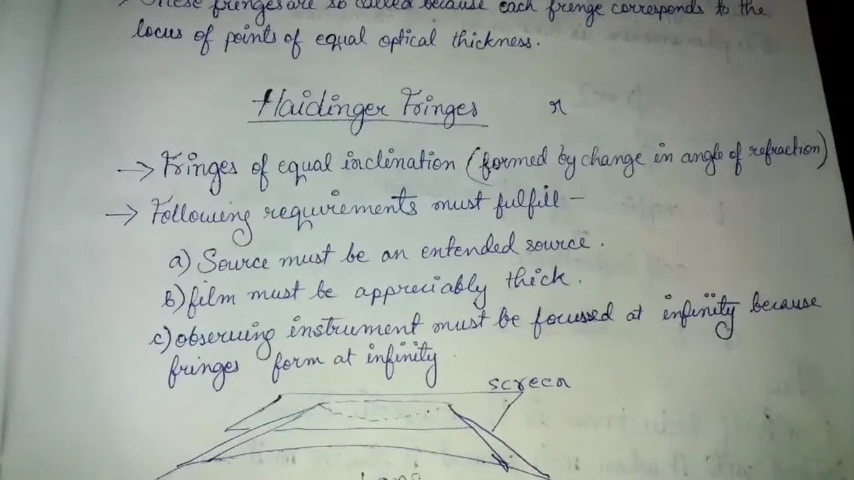 These fringes are so called because each frenge corresponds to the
locus of points of equal optical thickness.
Haidinger Fringes
→ Fringes of equal inclination (formed by change in angle of refraction)
→ Following requirements must fulfill -
a) Source must be an entended source.
b) film must be appreciably thick.
c) observing instrument must be focussed at infinity because
fringes form at infinity
screen